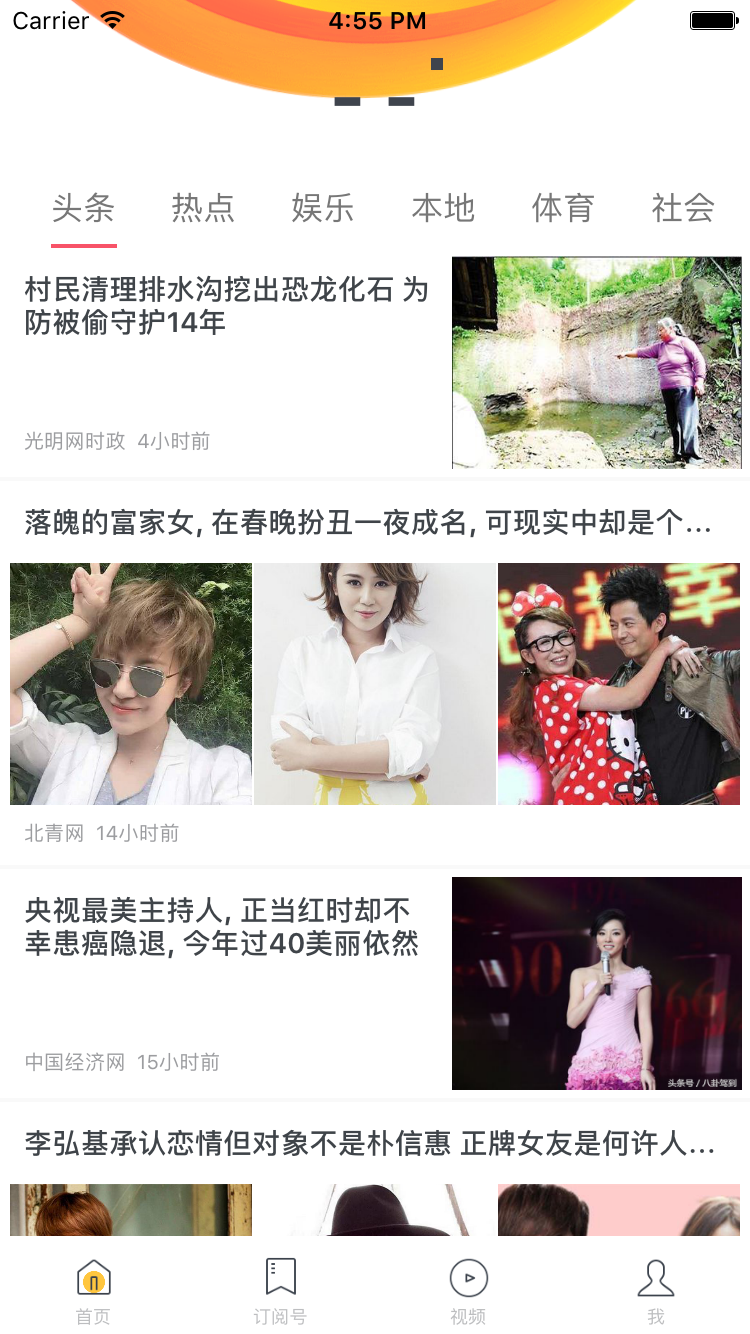 Carrier 4:55 PM
头条 热点 娱乐 本地 体育 社会
村民清理排水沟挖出恐龙化石 为
防被偷守护14年
光明网时政 4小时前
落魄的富家女, 在春晚扮丑一夜成名, 可现实中却是个...
北青网 14小时前
央视最美主持人, 正当红时却不
幸患癌隐退, 今年过40美丽依然
中国经济网 15小时前
头条号 / 八卦驾到
李弘基承认恋情但对象不是朴信惠 正牌女友是何许人...
首页 订阅号 视频 我